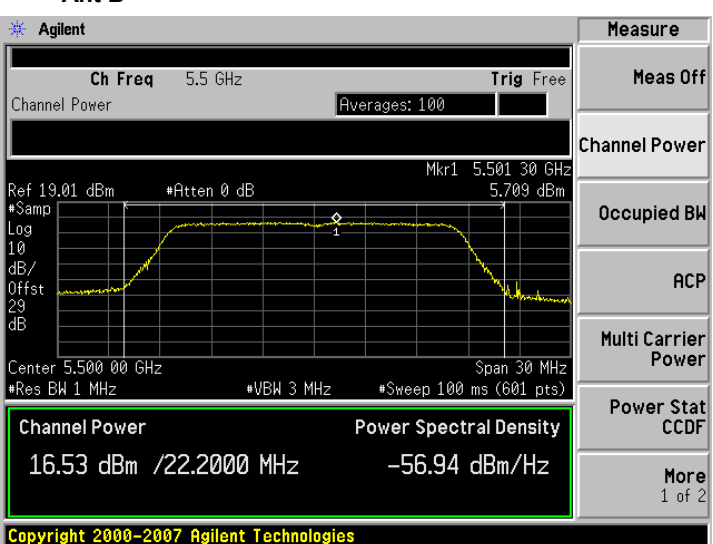 Agilent
Measure
Ch Freq 5.5 GHz Trig Free
Channel Power Averages: 100
Mkr1 5.501 30 GHz
Ref 19.01 dBm #Atten 0 dB 5.709 dBm
#Samp
Log
10
dB/
Offst
29
dB
1
Center 5.500 00 GHz Span 30 MHz
#Res BW 1 MHz #VBW 3 MHz #Sweep 100 ms (601 pts)
Channel Power Power Spectral Density
16.53 dBm /22.2000 MHz -56.94 dBm/Hz
Copyright 2000-2007 Agilent Technologies
Meas Off
Channel Power
Occupied BW
ACP
Multi Carrier
Power
Power Stat
CCDF
More
1 of 2